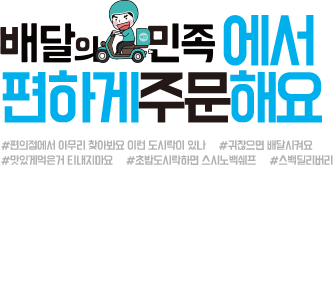 배달의민족 에서
편하게주문해요
#편의점에서 아무리 찾아봐요 이런 도시락이 있나 #귀찮으면 배달시켜요
#맛있게먹은거 티내지마요 #초밥도시락하면 스시노백쉐프 #스백딜리버리